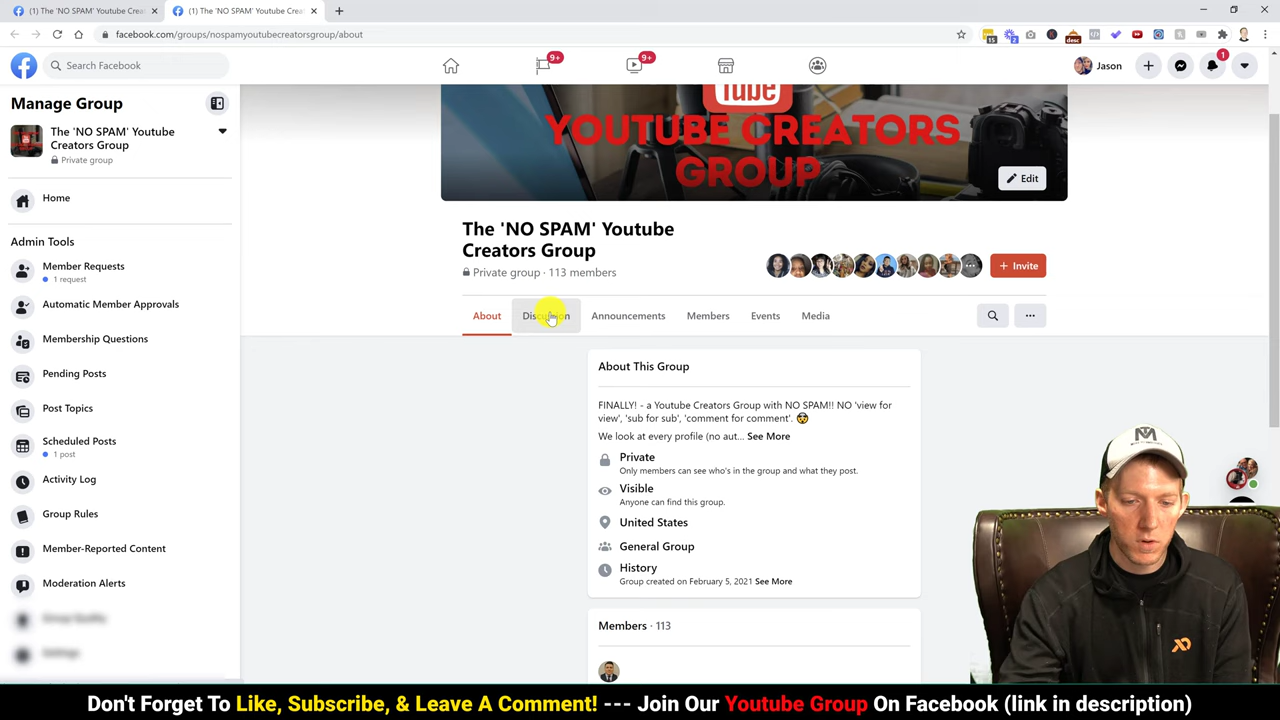 (1) The 'NO SPAM' Youtube Crea
(1) The 'NO SPAM' Youtube Crea
facebook.com/groups/nospamyoutubecreatorsgroup/about
15
2
desc
Search Facebook
9+
9+
Jason
1
Manage Group
The 'NO SPAM' Youtube
Creators Group
Private group
Home
Admin Tools
Member Requests
1 request
Automatic Member Approvals
Membership Questions
Pending Posts
Post Topics
Scheduled Posts
1 post
Activity Log
Group Rules
Member-Reported Content
Moderation Alerts
Group Quality
Settings
Tube
YOUTUBE CREATORS
GROUP
Edit
The 'NO SPAM' Youtube
Creators Group
Private group · 113 members
+ Invite
About
Discussion
Announcements
Members
Events
Media
About This Group
FINALLY! - a Youtube Creators Group with NO SPAM!! NO 'view for
view', 'sub for sub', 'comment for comment'. 🤯
We look at every profile (no aut... See More
Private
Only members can see who's in the group and what they post.
Visible
Anyone can find this group.
United States
General Group
History
Group created on February 5, 2021 See More
Members · 113
Don't Forget To Like, Subscribe, & Leave A Comment! --- Join Our Youtube Group On Facebook (link in description)